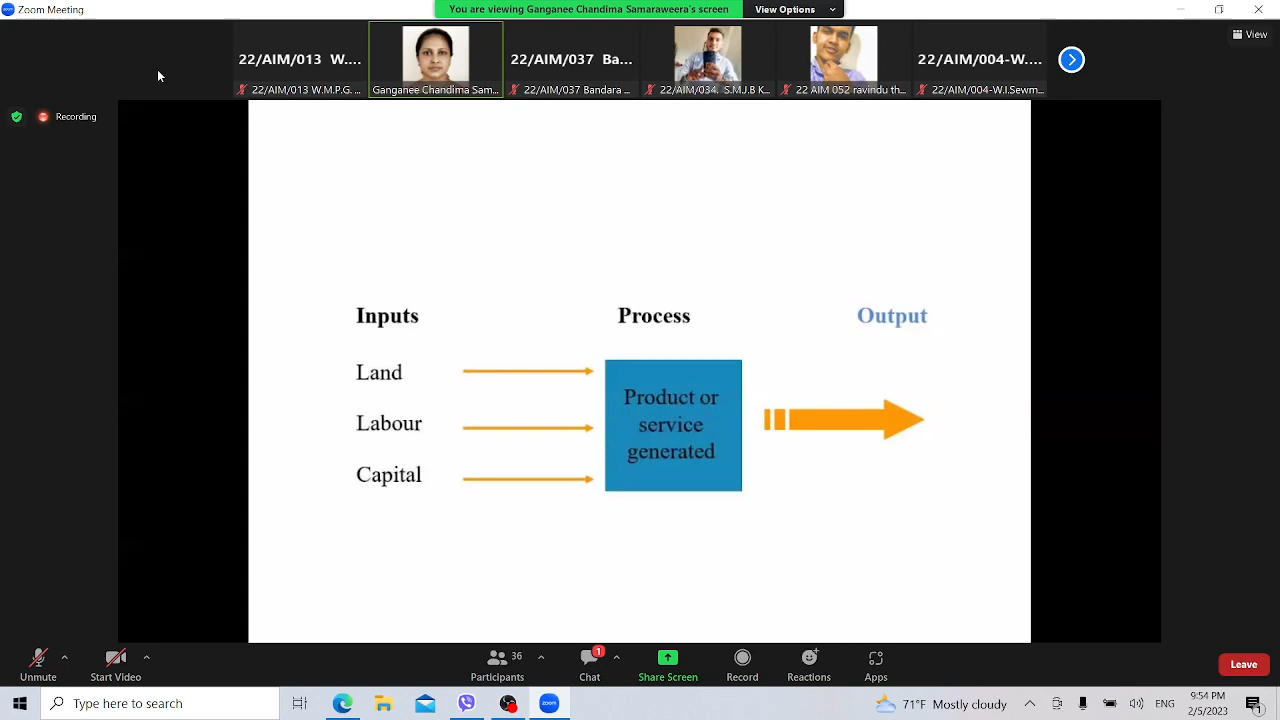 Zoom Meeting
You are viewing Ganganee Chandima Samaraweera's screen
View Options
View
22/AIM/013 W....
22/AIM/037 Ba...
22/AIM/004-W....
22/AIM/013 W.M.P.G. ...
Ganganee Chandima Sam...
22/AIM/037 Bandara ...
22/AIM/034. S.M.J.B K...
22 AIM 052 ravindu th...
22/AIM/004-W.I.Sewm...
Recording
Inputs
Process
Output
Land
Labour
Capital
Product or
service
generated
Unmute
Start Video
36
Participants
1
Chat
Share Screen
Record
Reactions
Apps
Leave
Type here to search
zoom
71°F Mostly cloudy
ENG
9:54 PM
2/5/2023
1